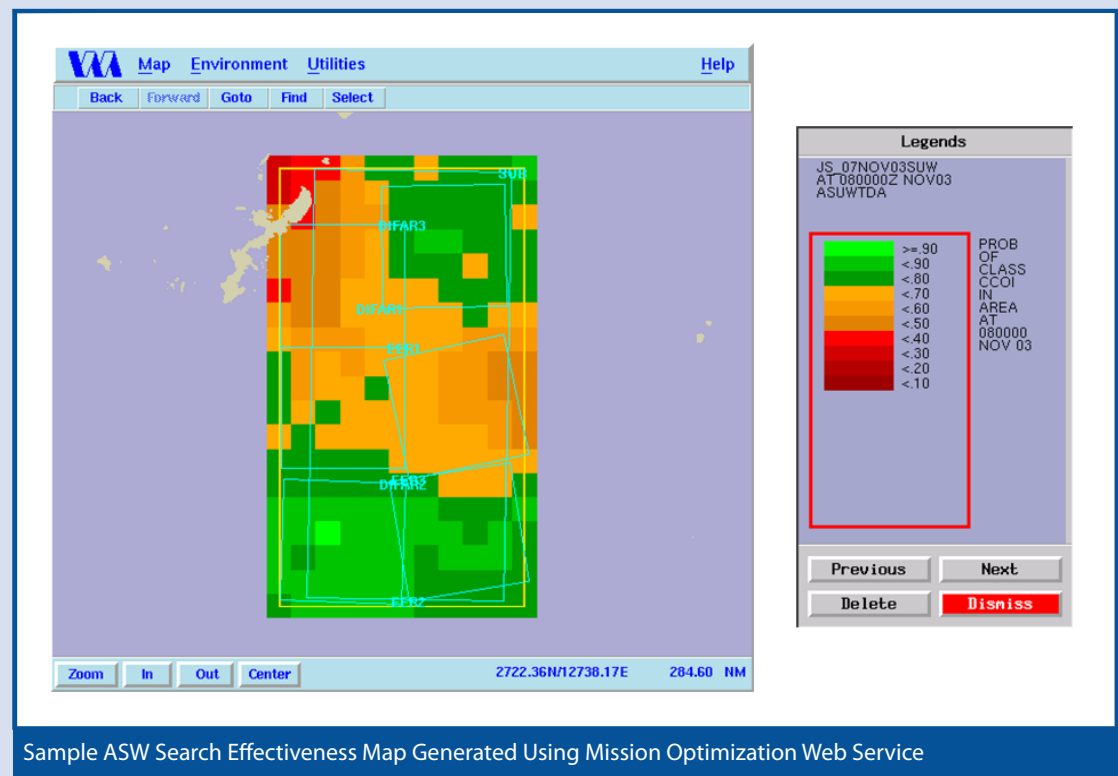 Map Environment Utilities Help
Back Forward Goto Find Select
SUB
DIFAR3
DIFAR1
EER1
EER3
DIFAR2
EER2
Zoom In Out Center 2722.36N/12738.17E 284.60 NM
Legends
JS_07NOV03SUW
AT 080000Z NOV03
ASUWTDA
>=.90
<.90
<.80
<.70
<.60
<.50
<.40
<.30
<.20
<.10
PROB
OF
CLASS
CCOI
IN
AREA
AT
080000
NOV 03
Previous Next
Delete Dismiss
Sample ASW Search Effectiveness Map Generated Using Mission Optimization Web Service